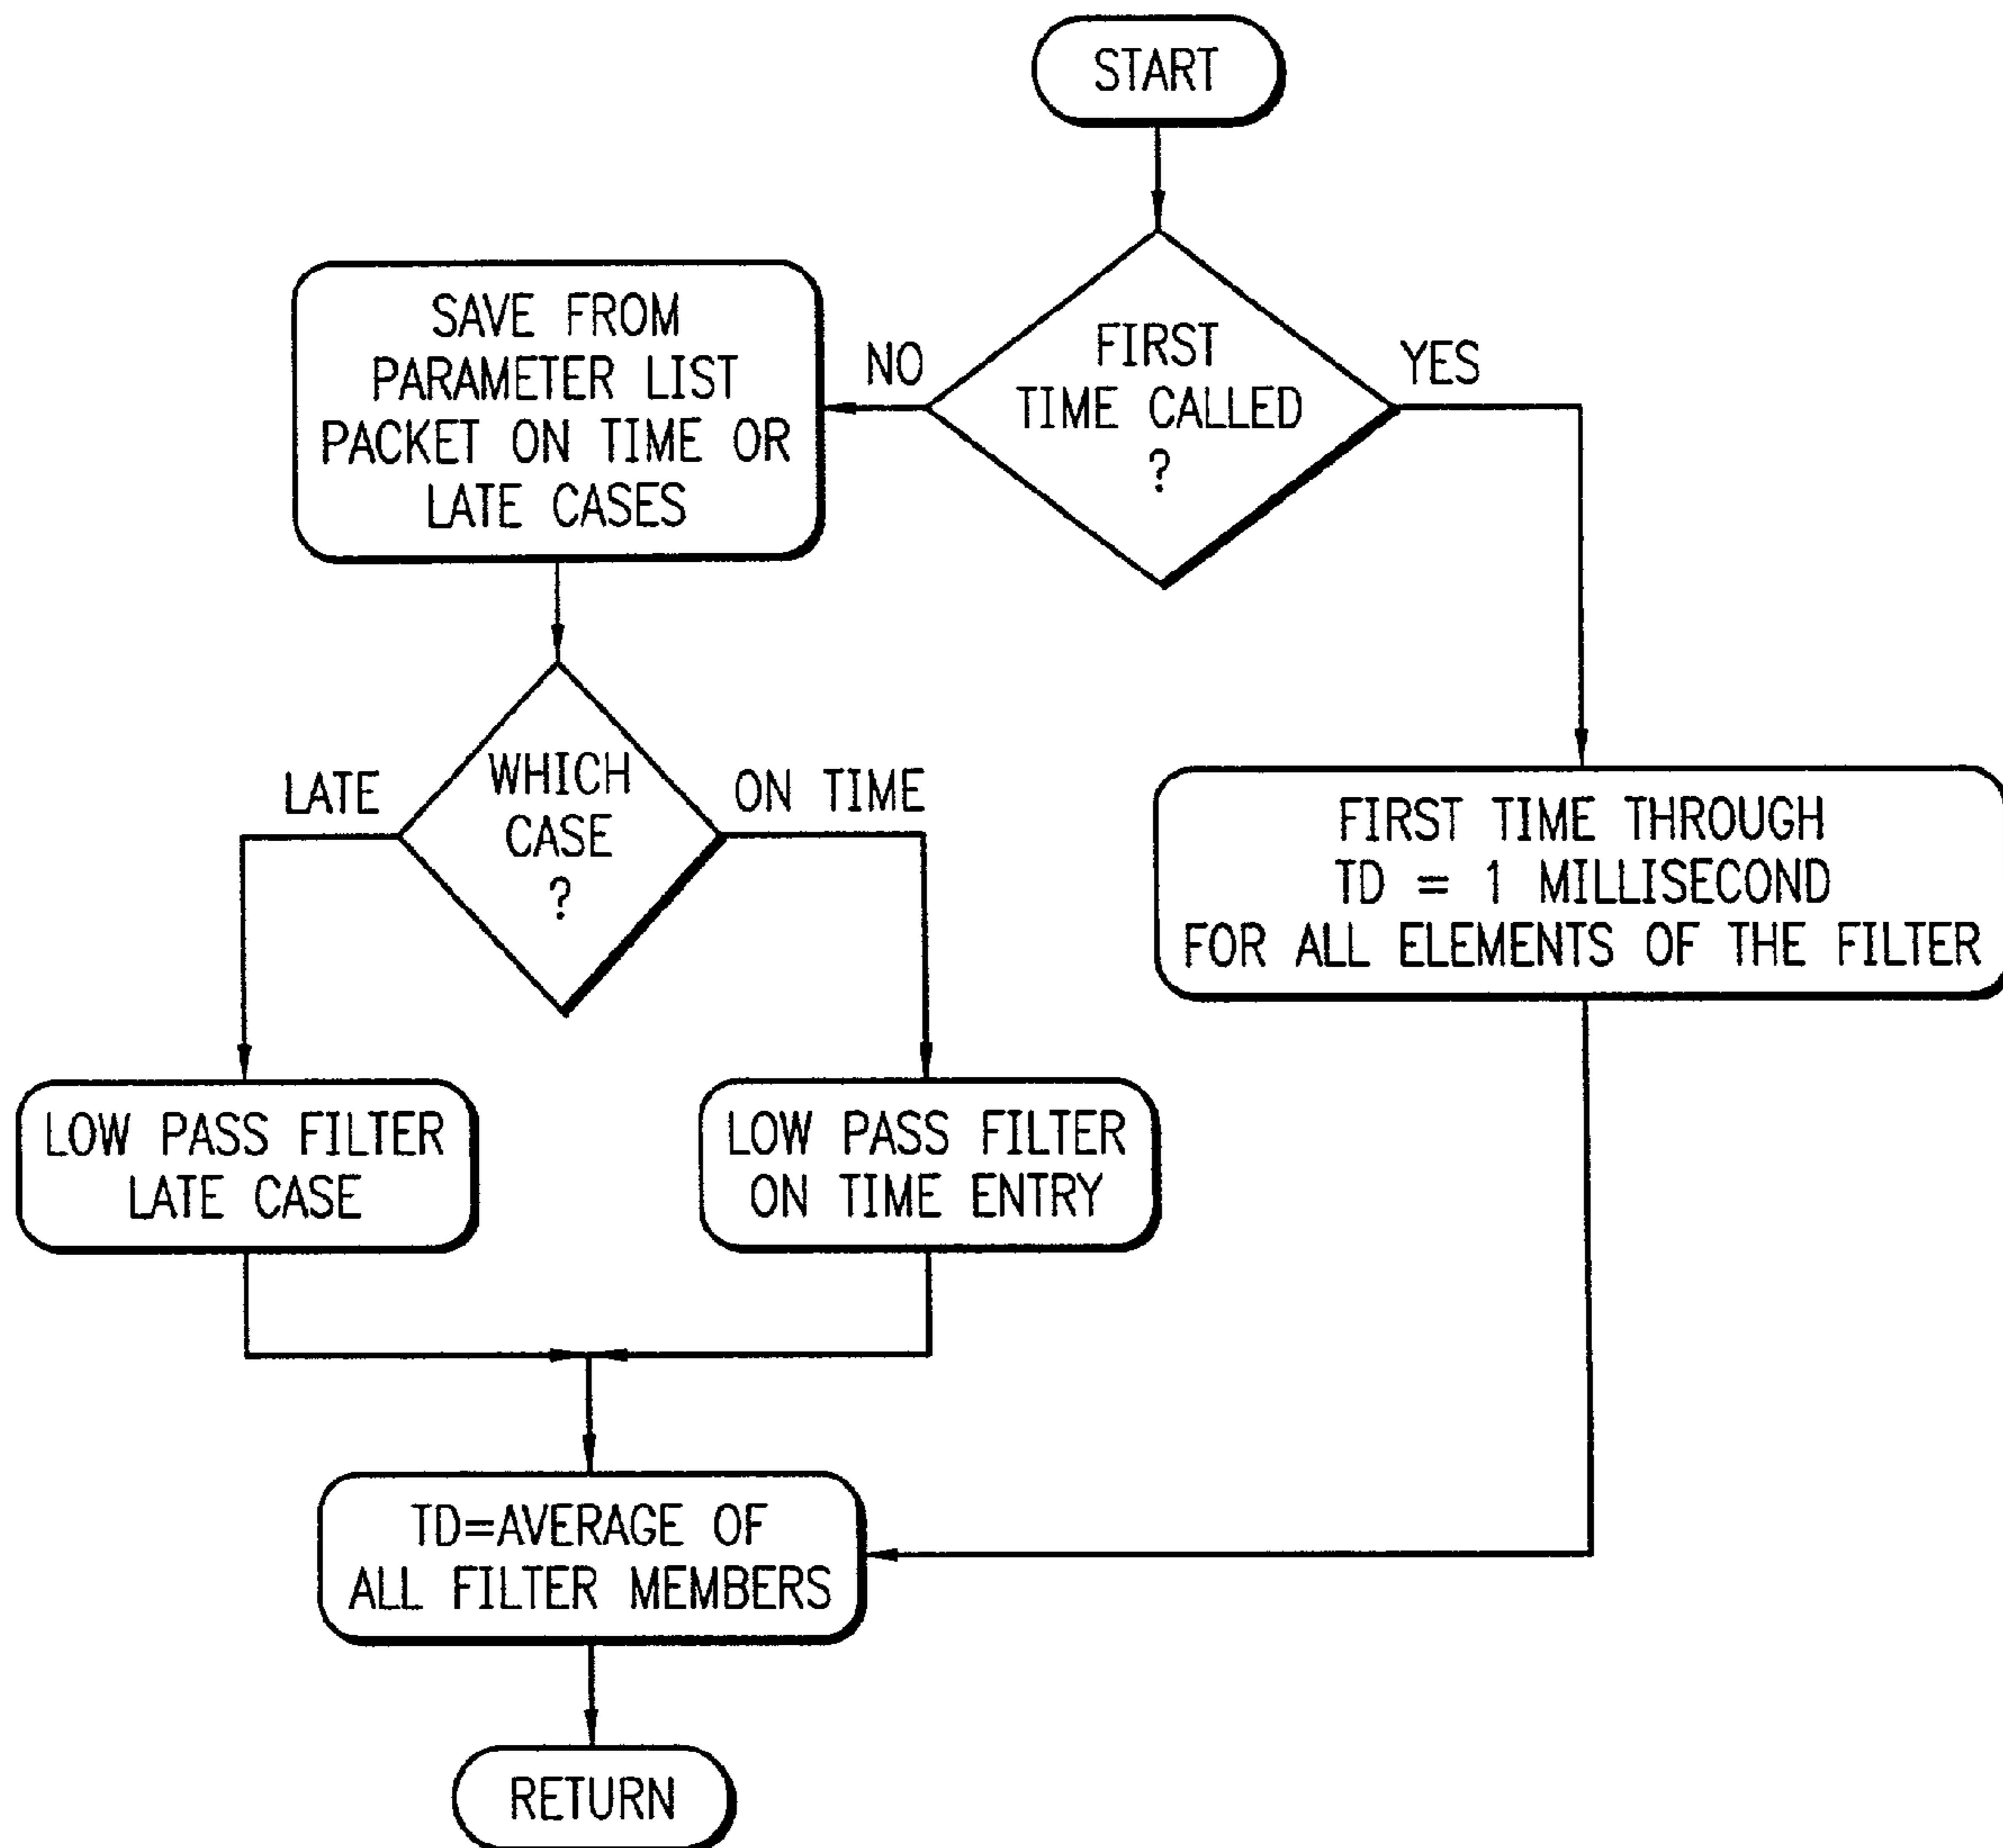 START
FIRST
TIME CALLED
?
NO
YES
SAVE FROM
PARAMETER LIST
PACKET ON TIME OR
LATE CASES
WHICH
CASE
?
LATE
ON TIME
FIRST TIME THROUGH
TD = 1 MILLISECOND
FOR ALL ELEMENTS OF THE FILTER
LOW PASS FILTER
LATE CASE
LOW PASS FILTER
ON TIME ENTRY
TD=AVERAGE OF
ALL FILTER MEMBERS
RETURN